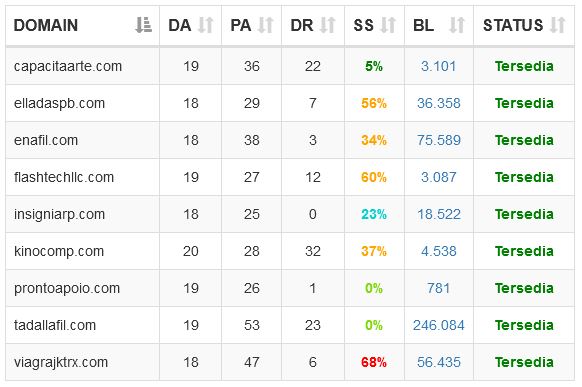 DOMAIN DA PA DR SS BL STATUS
capacitaarte.com 19 36 22 5% 3.101 Tersedia
elladaspb.com 18 29 7 56% 36.358 Tersedia
enafil.com 18 38 3 34% 75.589 Tersedia
flashtechllc.com 19 27 12 60% 3.087 Tersedia
insigniarp.com 18 25 0 23% 18.522 Tersedia
kinocomp.com 20 28 32 37% 4.538 Tersedia
prontoapoio.com 19 26 1 0% 781 Tersedia
tadallafil.com 19 53 23 0% 246.084 Tersedia
viagrajktrx.com 18 47 6 68% 56.435 Tersedia